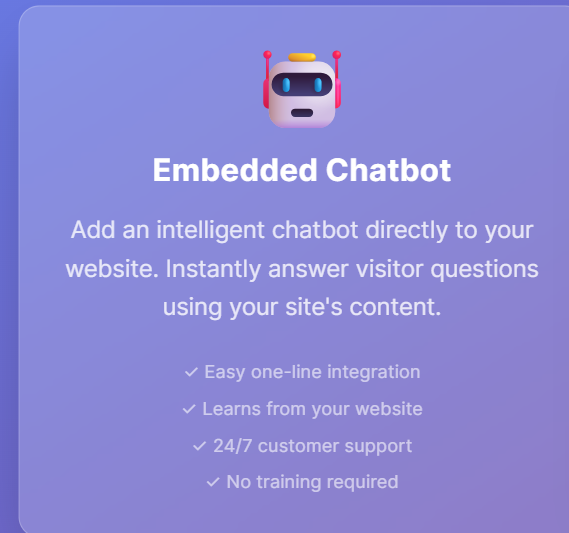 Embedded Chatbot
Add an intelligent chatbot directly to your
website. Instantly answer visitor questions
using your site's content.
✓ Easy one-line integration
✓ Learns from your website
✓ 24/7 customer support
✓ No training required